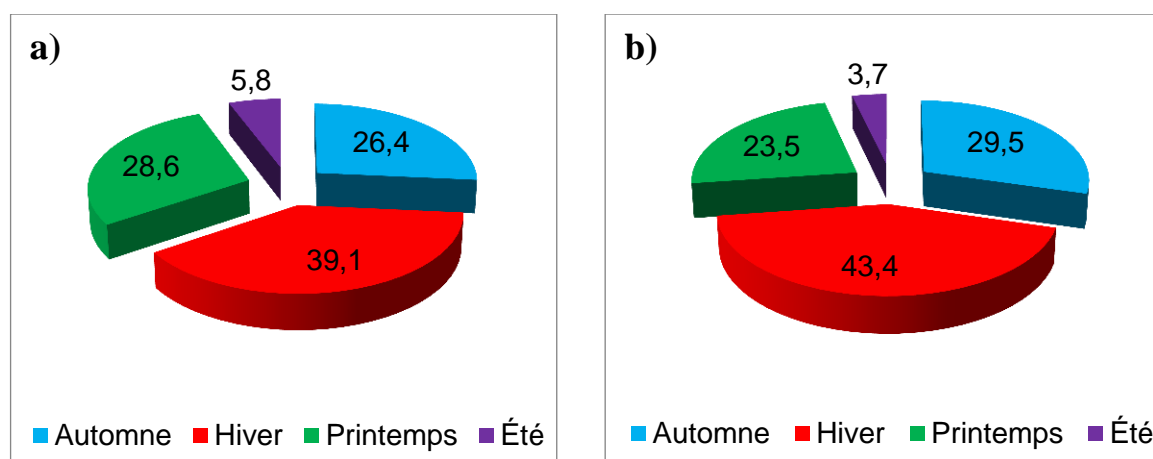 a)
5,8
26,4
28,6
39,1
Automne Hiver Printemps Été
b)
3,7
29,5
23,5
43,4
Automne Hiver Printemps Été